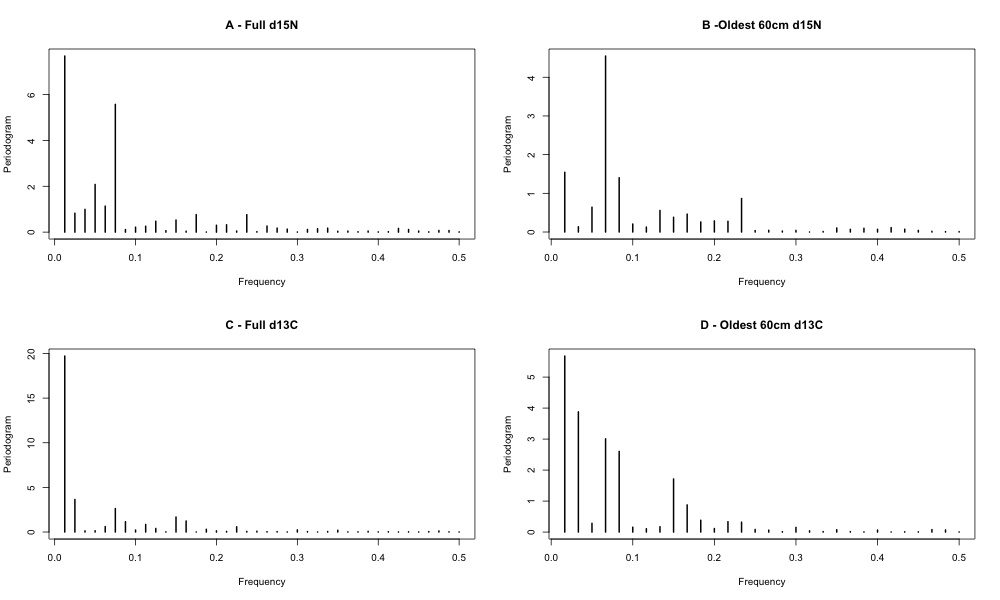 A - Full d15N
Periodogram
0 2 4 6
0.0 0.1 0.2 0.3 0.4 0.5
Frequency
B -Oldest 60cm d15N
Periodogram
0 1 2 3 4
0.0 0.1 0.2 0.3 0.4 0.5
Frequency
C - Full d13C
Periodogram
0 5 10 15 20
0.0 0.1 0.2 0.3 0.4 0.5
Frequency
D - Oldest 60cm d13C
Periodogram
0 1 2 3 4 5
0.0 0.1 0.2 0.3 0.4 0.5
Frequency